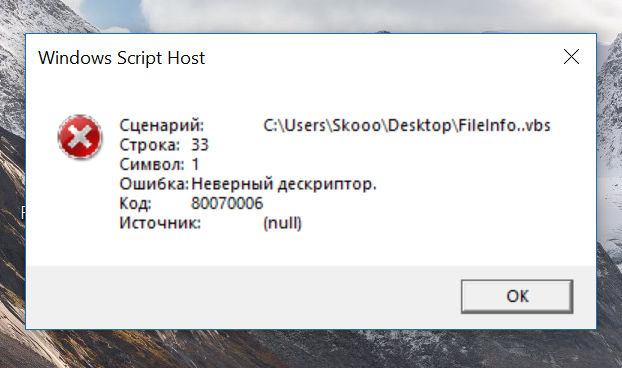 Windows Script Host
Сценарий: C:\Users\Skooo\Desktop\FileInfo..vbs
Строка: 33
Символ: 1
Ошибка: Неверный дескриптор.
Код: 80070006
Источник: (null)
OK